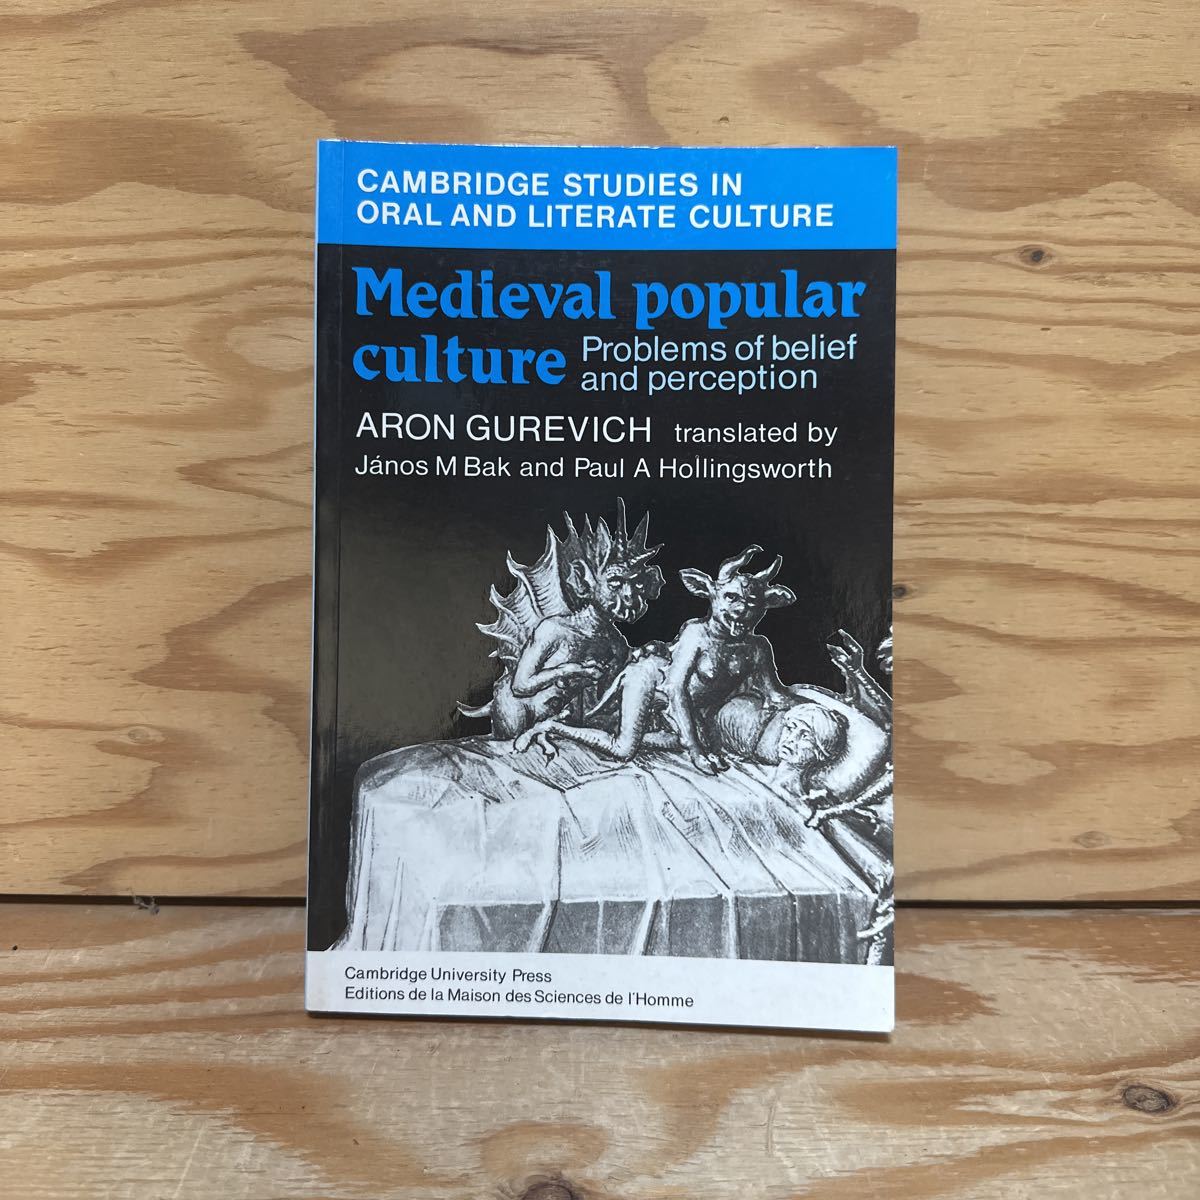 CAMBRIDGE STUDIES IN
ORAL AND LITERATE CULTURE
Medieval popular
culture Problems of belief
and perception
ARON GUREVICH translated by
János M Bak and Paul A Hollingsworth
Cambridge University Press
Editions de la Maison des Sciences de l'Homme